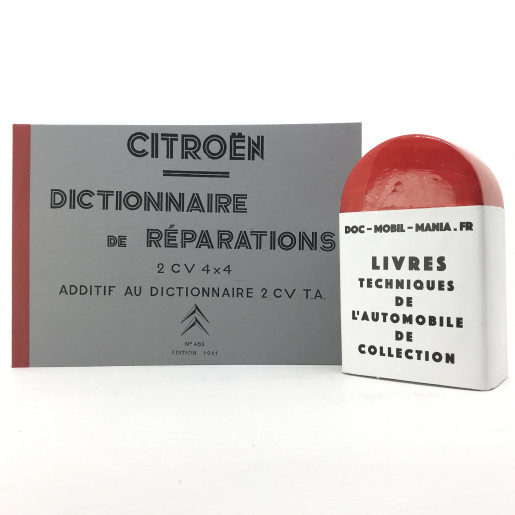 CITROËN
DICTIONNAIRE
DE RÉPARATIONS
2 CV 4x4
ADDITIF AU DICTIONNAIRE 2 CV T.A.
N° 483
EDITION 1961
DOC-MOBIL-MANIA.FR
LIVRES
TECHNIQUES
DE
L'AUTOMOBILE
DE
COLLECTION